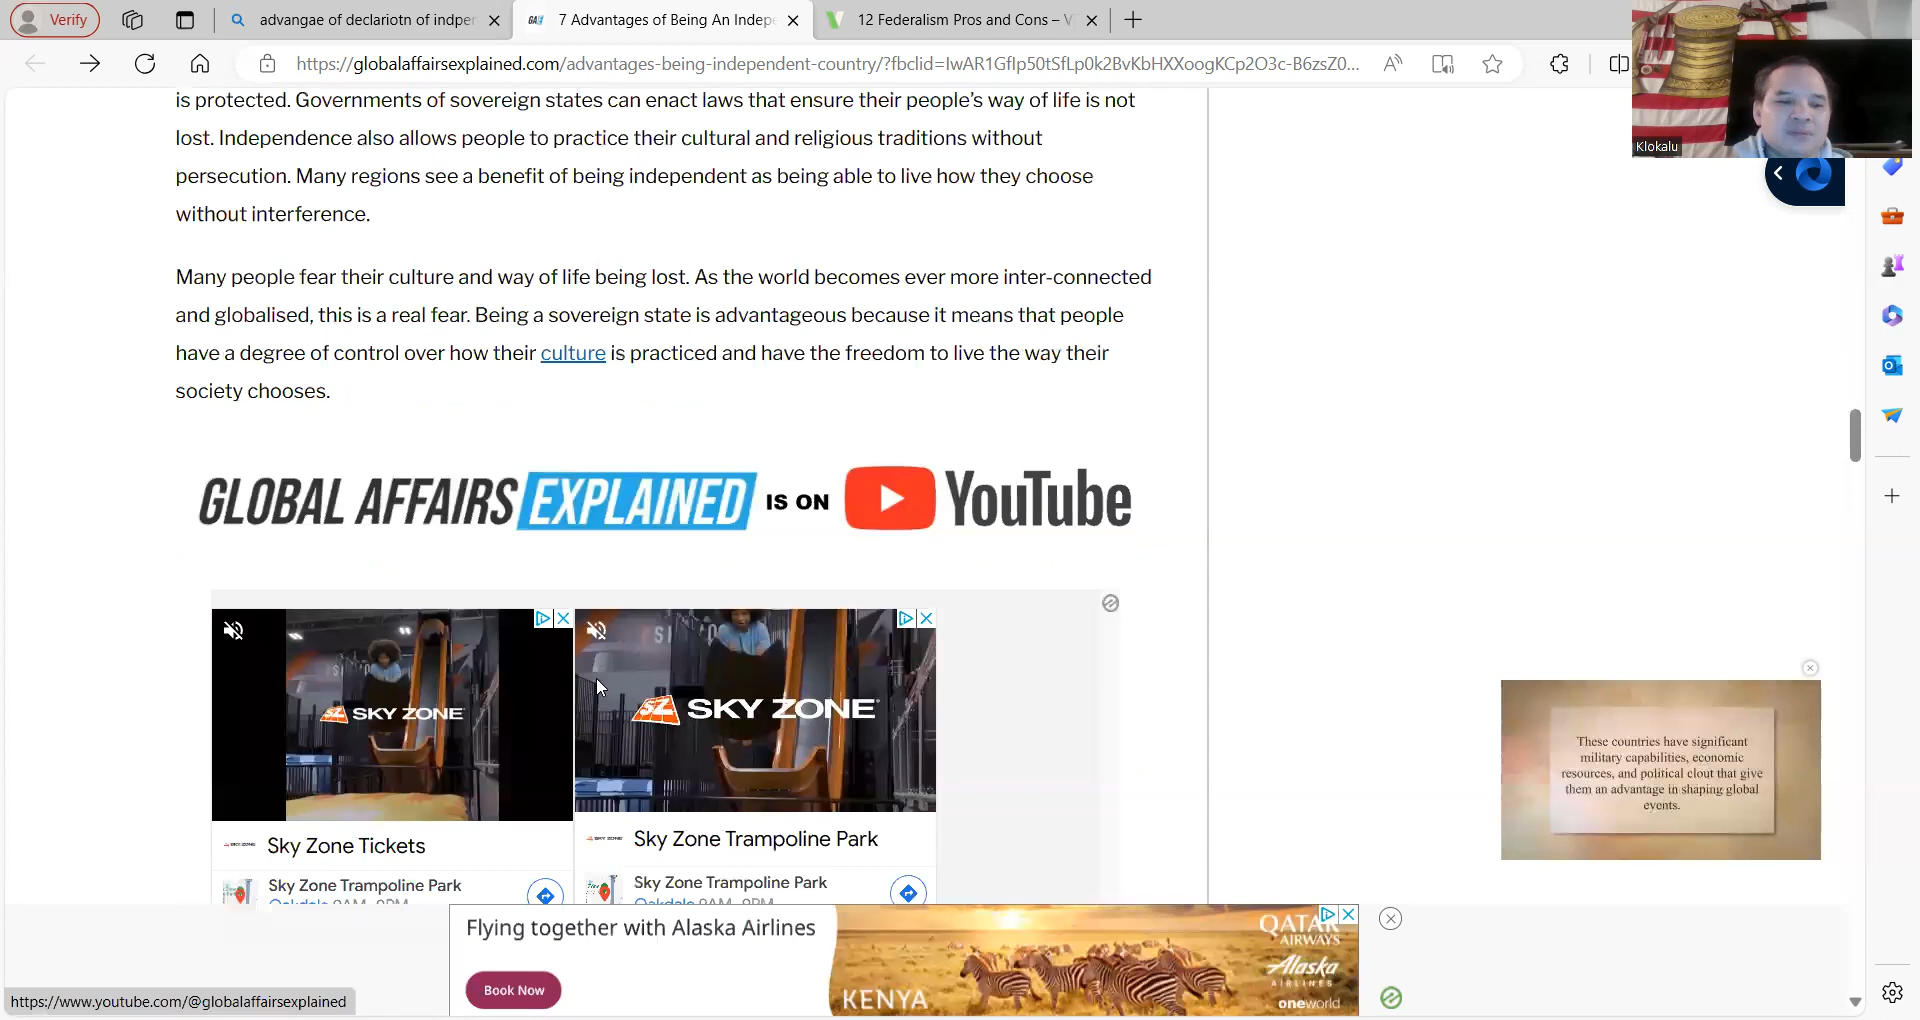 Verify
advangae of declariotn of indpe
7 Advantages of Being An Indepe
12 Federalism Pros and Cons – V
https://globalaffairsexplained.com/advantages-being-independent-country/?fbclid=IwAR1Gflp50tSfLp0k2BvKbHXXoogKCp2O3c-B6zsZ0...
Klokalu
is protected. Governments of sovereign states can enact laws that ensure their people's way of life is not
lost. Independence also allows people to practice their cultural and religious traditions without
persecution. Many regions see a benefit of being independent as being able to live how they choose
without interference.
Many people fear their culture and way of life being lost. As the world becomes ever more inter-connected
and globalised, this is a real fear. Being a sovereign state is advantageous because it means that people
have a degree of control over how their culture is practiced and have the freedom to live the way their
society chooses.
GLOBAL AFFAIRS EXPLAINED IS ON YouTube
SZ SKY ZONE
SZ SKY ZONE
Sky Zone Tickets
Sky Zone Trampoline Park
Sky Zone Trampoline Park
Oakdale 9AM–9PM
Sky Zone Trampoline Park
Oakdale 9AM–9PM
These countries have significant
military capabilities, economic
resources, and political clout that give
them an advantage in shaping global
events.
Flying together with Alaska Airlines
Book Now
KENYA
QATAR
AIRWAYS
Alaska
AIRLINES
oneworld
https://www.youtube.com/@globalaffairsexplained